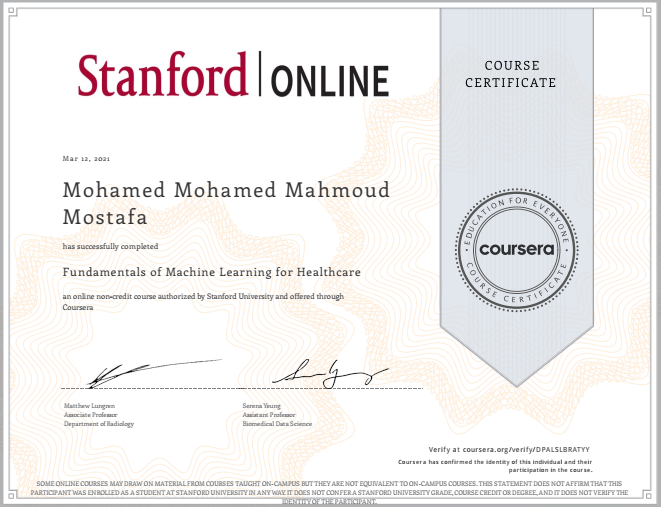 Stanford | ONLINE
COURSE
CERTIFICATE
Mar 12, 2021
Mohamed Mohamed Mahmoud
Mostafa
has successfully completed
Fundamentals of Machine Learning for Healthcare
an online non-credit course authorized by Stanford University and offered through
Coursera
EDUCATION FOR EVERYONE
coursera
COURSE CERTIFICATE
Matthew Lungren
Associate Professor
Department of Radiology
Serena Yeung
Assistant Professor
Biomedical Data Science
Verify at coursera.org/verify/DPALSLBRATYY
Coursera has confirmed the identity of this individual and their
participation in the course.
SOME ONLINE COURSES MAY DRAW ON MATERIAL FROM COURSES TAUGHT ON-CAMPUS BUT THEY ARE NOT EQUIVALENT TO ON-CAMPUS COURSES. THIS STATEMENT DOES NOT AFFIRM THAT THIS
PARTICIPANT WAS ENROLLED AS A STUDENT AT STANFORD UNIVERSITY IN ANY WAY. IT DOES NOT CONFER A STANFORD UNIVERSITY GRADE, COURSE CREDIT OR DEGREE, AND IT DOES NOT VERIFY THE
IDENTITY OF THE PARTICIPANT.